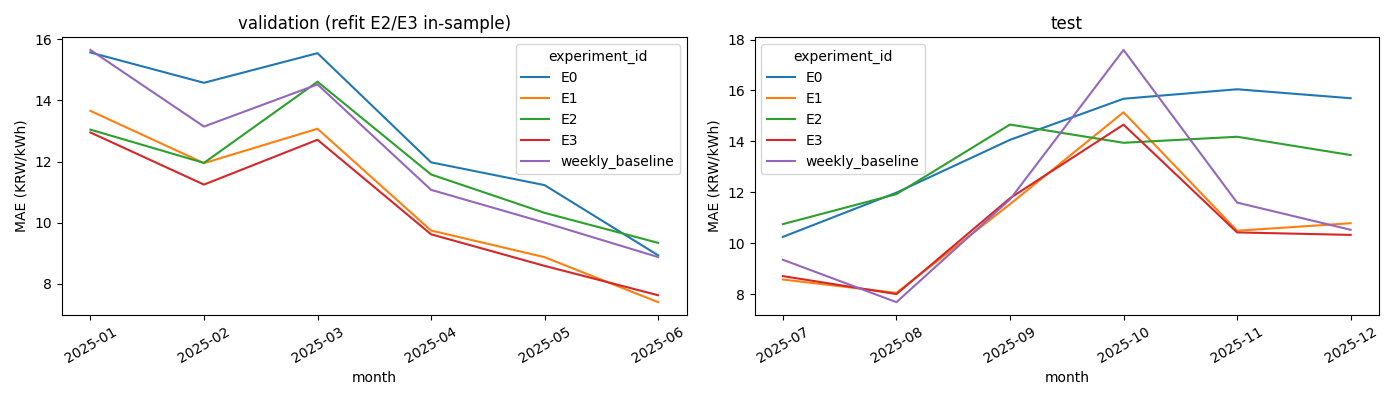 validation (refit E2/E3 in-sample)
MAE (KRW/kWh)
16
14
12
10
8
experiment_id
E0
E1
E2
E3
weekly_baseline
2025-01
2025-02
2025-03
2025-04
2025-05
2025-06
month
test
MAE (KRW/kWh)
18
16
14
12
10
8
experiment_id
E0
E1
E2
E3
weekly_baseline
2025-07
2025-08
2025-09
2025-10
2025-11
2025-12
month